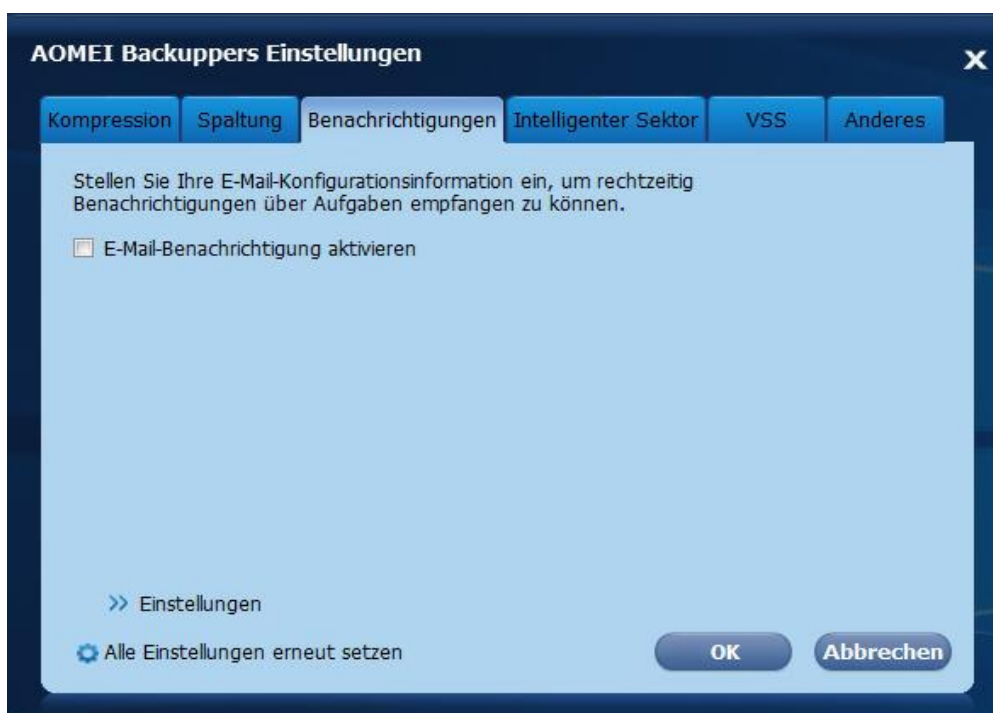 AOMEI Backuppers Einstellungen
Kompression Spaltung Benachrichtigungen Intelligenter Sektor VSS Anderes
Stellen Sie Ihre E-Mail-Konfigurationsinformation ein, um rechtzeitig
Benachrichtigungen über Aufgaben empfangen zu können.
E-Mail-Benachrichtigung aktivieren
>> Einstellungen
Alle Einstellungen erneut setzen OK Abbrechen